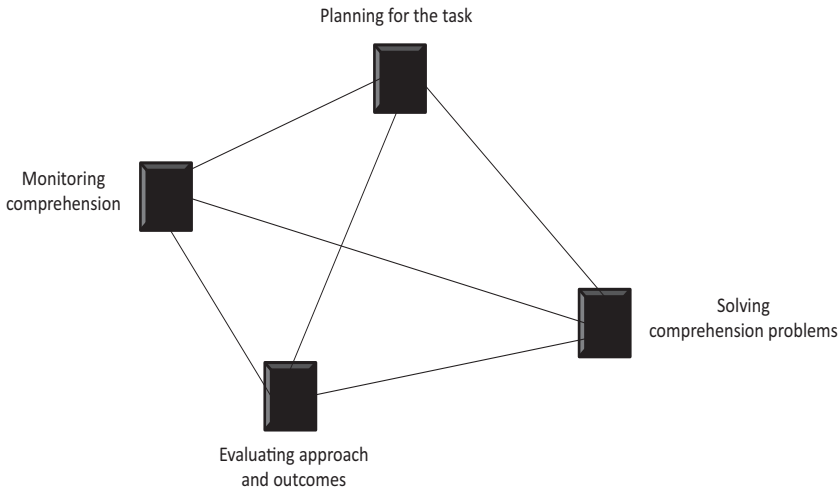 Planning for the task
Monitoring
comprehension
Solving
comprehension problems
Evaluating approach
and outcomes